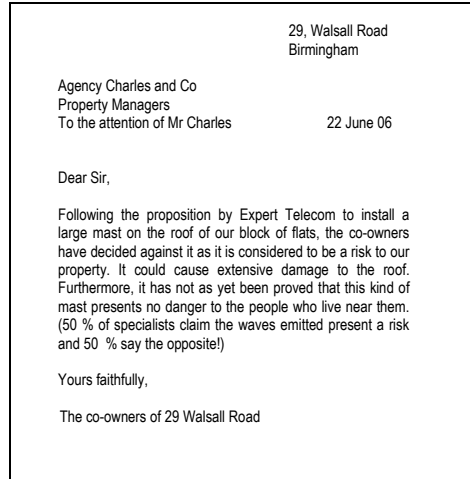 29, Walsall Road
Birmingham
Agency Charles and Co
Property Managers
To the attention of Mr Charles 22 June 06
Dear Sir,
Following the proposition by Expert Telecom to install a
large mast on the roof of our block of flats, the co-owners
have decided against it as it is considered to be a risk to our
property. It could cause extensive damage to the roof.
Furthermore, it has not as yet been proved that this kind of
mast presents no danger to the people who live near them.
(50 % of specialists claim the waves emitted present a risk
and 50 % say the opposite!)
Yours faithfully,
The co-owners of 29 Walsall Road